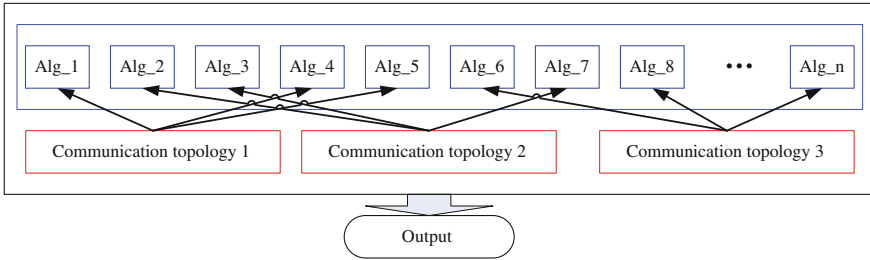 Alg_1 Alg_2 Alg_3 Alg_4 Alg_5 Alg_6 Alg_7 Alg_8 ••• Alg_n
Communication topology 1 Communication topology 2 Communication topology 3
Output